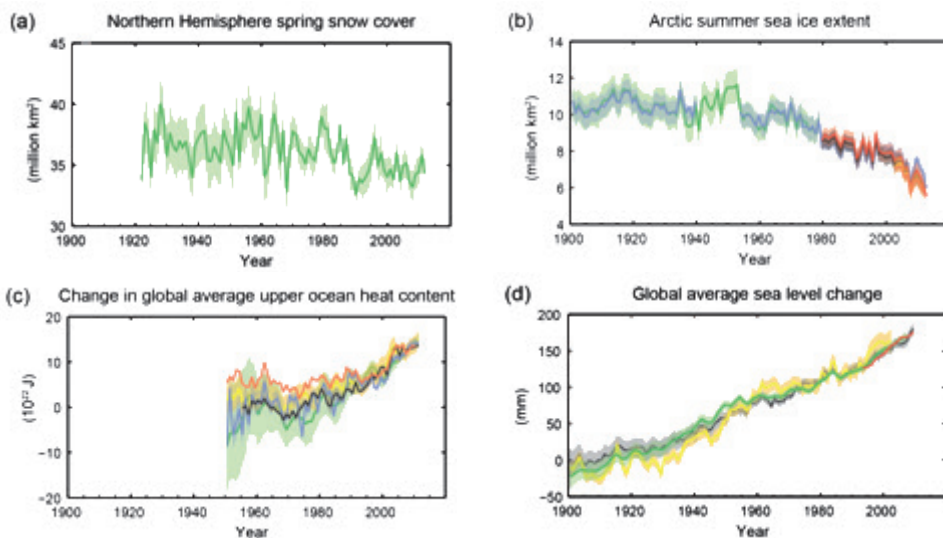 (a) Northern Hemisphere spring snow cover
45
40
35
30
(million km²)
1900 1920 1940 1960 1980 2000
Year
(b) Arctic summer sea ice extent
14
12
10
8
6
4
(million km²)
1900 1920 1940 1960 1980 2000
Year
(c) Change in global average upper ocean heat content
20
10
0
−10
−20
(10²² J)
1900 1920 1940 1960 1980 2000
Year
(d) Global average sea level change
200
150
100
50
0
−50
(mm)
1900 1920 1940 1960 1980 2000
Year